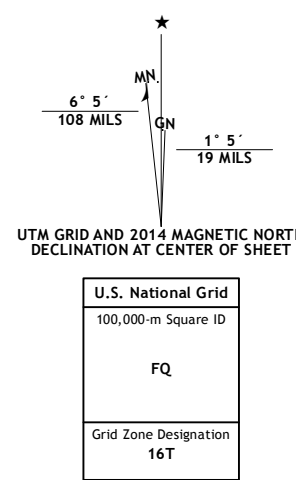 ★
MN.
6° 5´
108 MILS
GN
1° 5´
19 MILS
UTM GRID AND 2014 MAGNETIC NORTH
DECLINATION AT CENTER OF SHEET
U.S. National Grid
100,000-m Square ID
FQ
Grid Zone Designation
16T